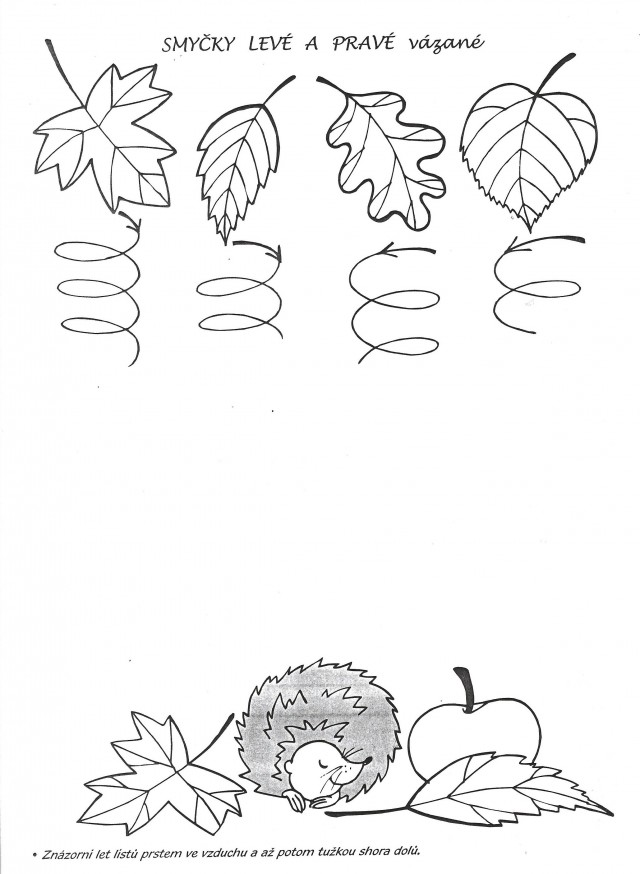 SMYČKY LEVÉ A PRAVÉ vázané
• Znázorni let listů prstem ve vzduchu a až potom tužkou shora dolů.